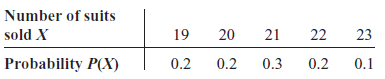 Number of suits
sold X 19 20 21 22 23
Probability P(X) 0.2 0.2 0.3 0.2 0.1